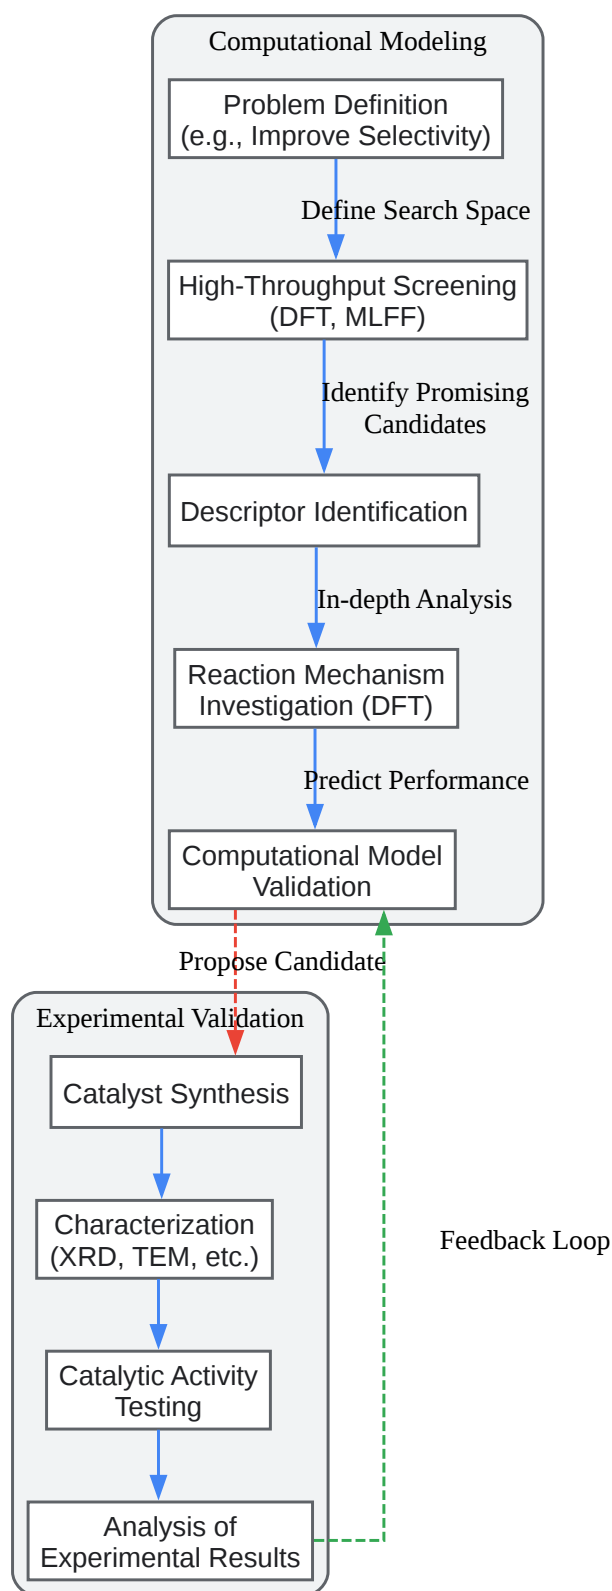 Computational Modeling
Problem Definition
(e.g., Improve Selectivity)
Define Search Space
High-Throughput Screening
(DFT, MLFF)
Identify Promising
Candidates
Descriptor Identification
In-depth Analysis
Reaction Mechanism
Investigation (DFT)
Predict Performance
Computational Model
Validation
Propose Candidate
Experimental Validation
Catalyst Synthesis
Characterization
(XRD, TEM, etc.)
Feedback Loop
Catalytic Activity
Testing
Analysis of
Experimental Results